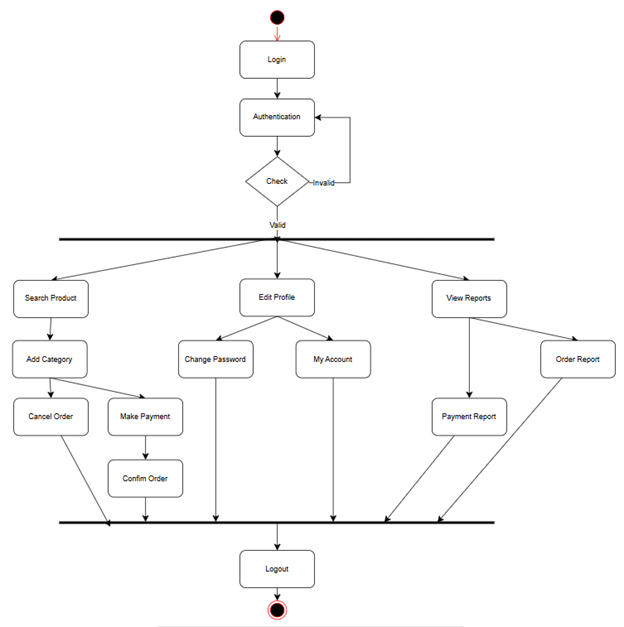 Login
Authentication
Check
Invalid
Valid
Search Product
Edit Profile
View Reports
Add Category
Change Password
My Account
Order Report
Cancel Order
Make Payment
Payment Report
Confim Order
Logout